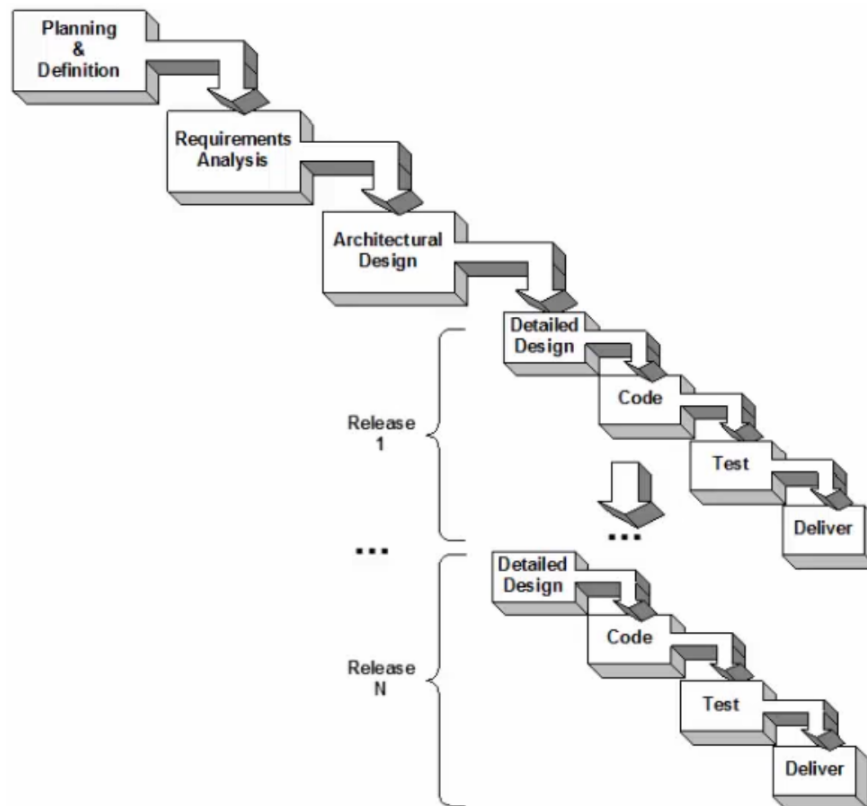 Planning
&
Definition
Requirements
Analysis
Architectural
Design
Detailed
Design
Code
Test
Deliver
Release
1
...
...
Detailed
Design
Code
Test
Deliver
Release
N